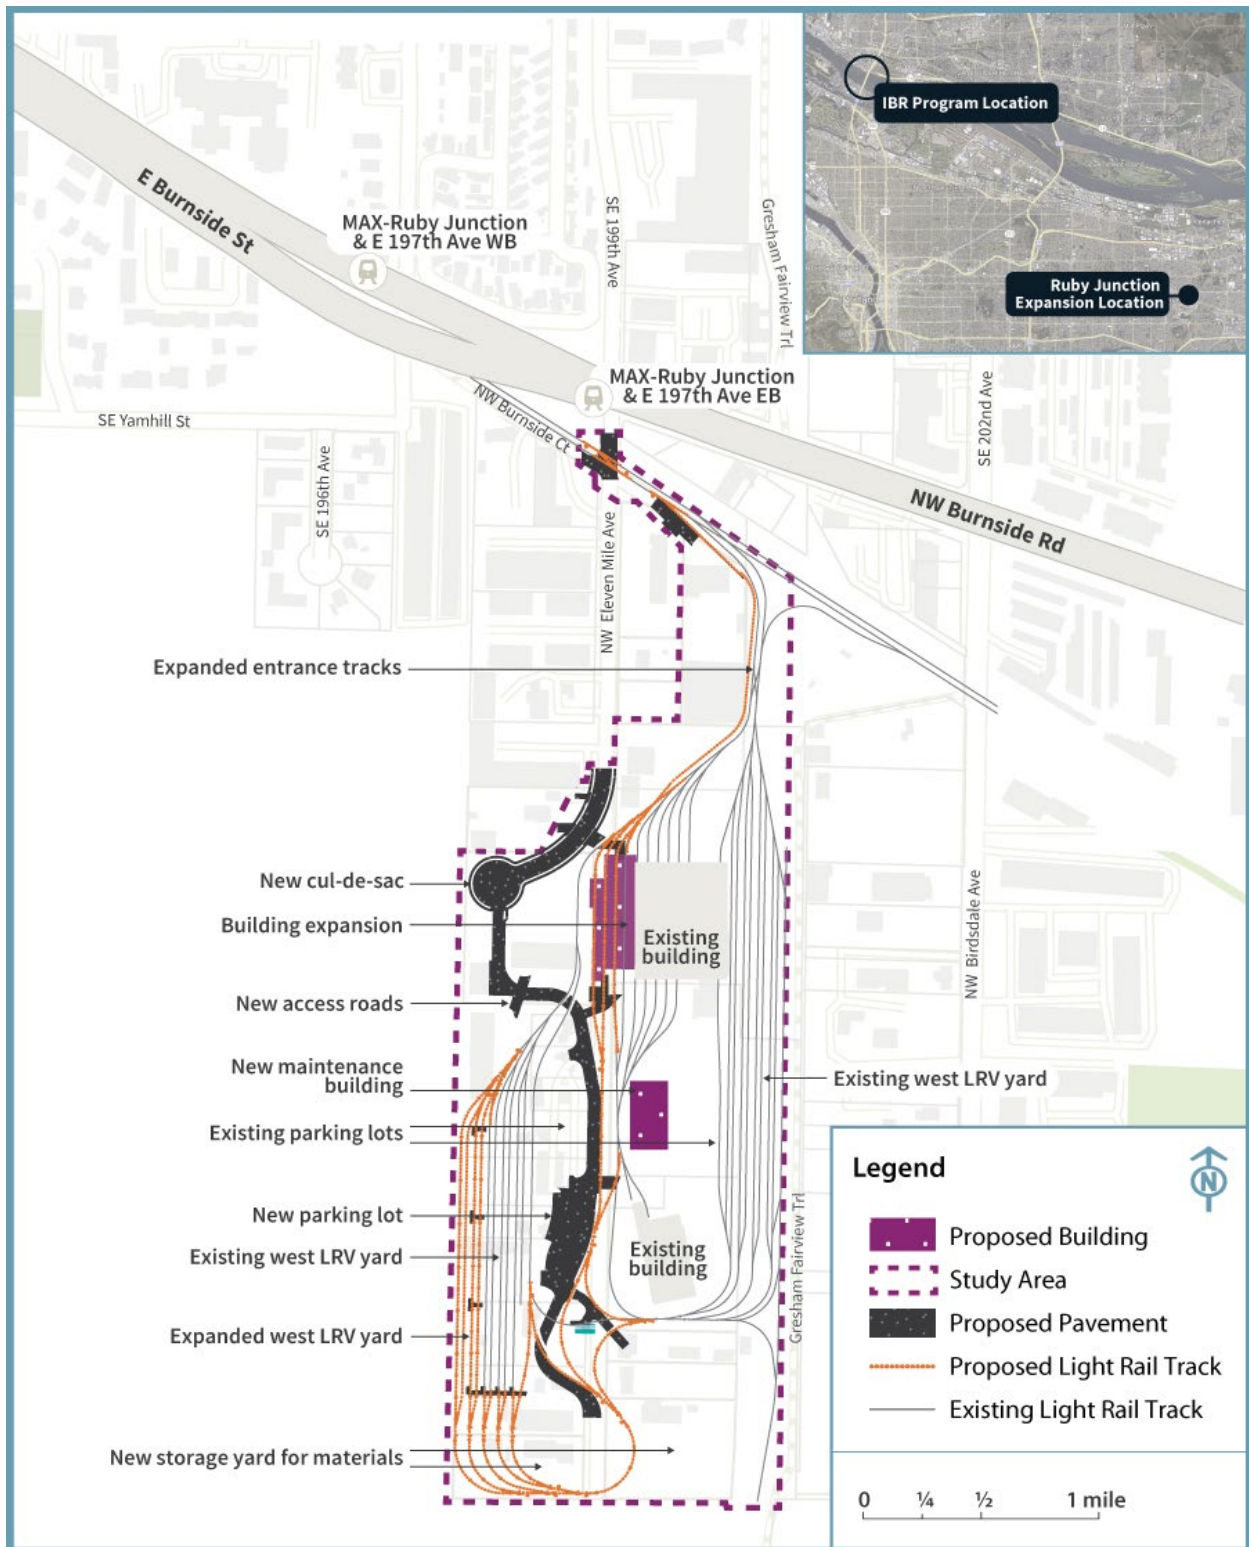 IBR Program Location
Ruby Junction
Expansion Location
E Burnside St
MAX-Ruby Junction
& E 197th Ave WB
SE 199th Ave
Gresham Fairview Trl
MAX-Ruby Junction
& E 197th Ave EB
NW Burnside Ct
SE Yamhill St
SE 196th Ave
SE 202nd Ave
NW Burnside Rd
NW Eleven Mile Ave
Expanded entrance tracks
New cul-de-sac
Building expansion
Existing
building
NW Birdsdale Ave
New access roads
New maintenance
building
Existing west LRV yard
Existing parking lots
New parking lot
Existing west LRV yard
Existing
building
Gresham Fairview Trl
Expanded west LRV yard
New storage yard for materials
Legend
N
Proposed Building
Study Area
Proposed Pavement
Proposed Light Rail Track
Existing Light Rail Track
0 ¼ ½ 1 mile